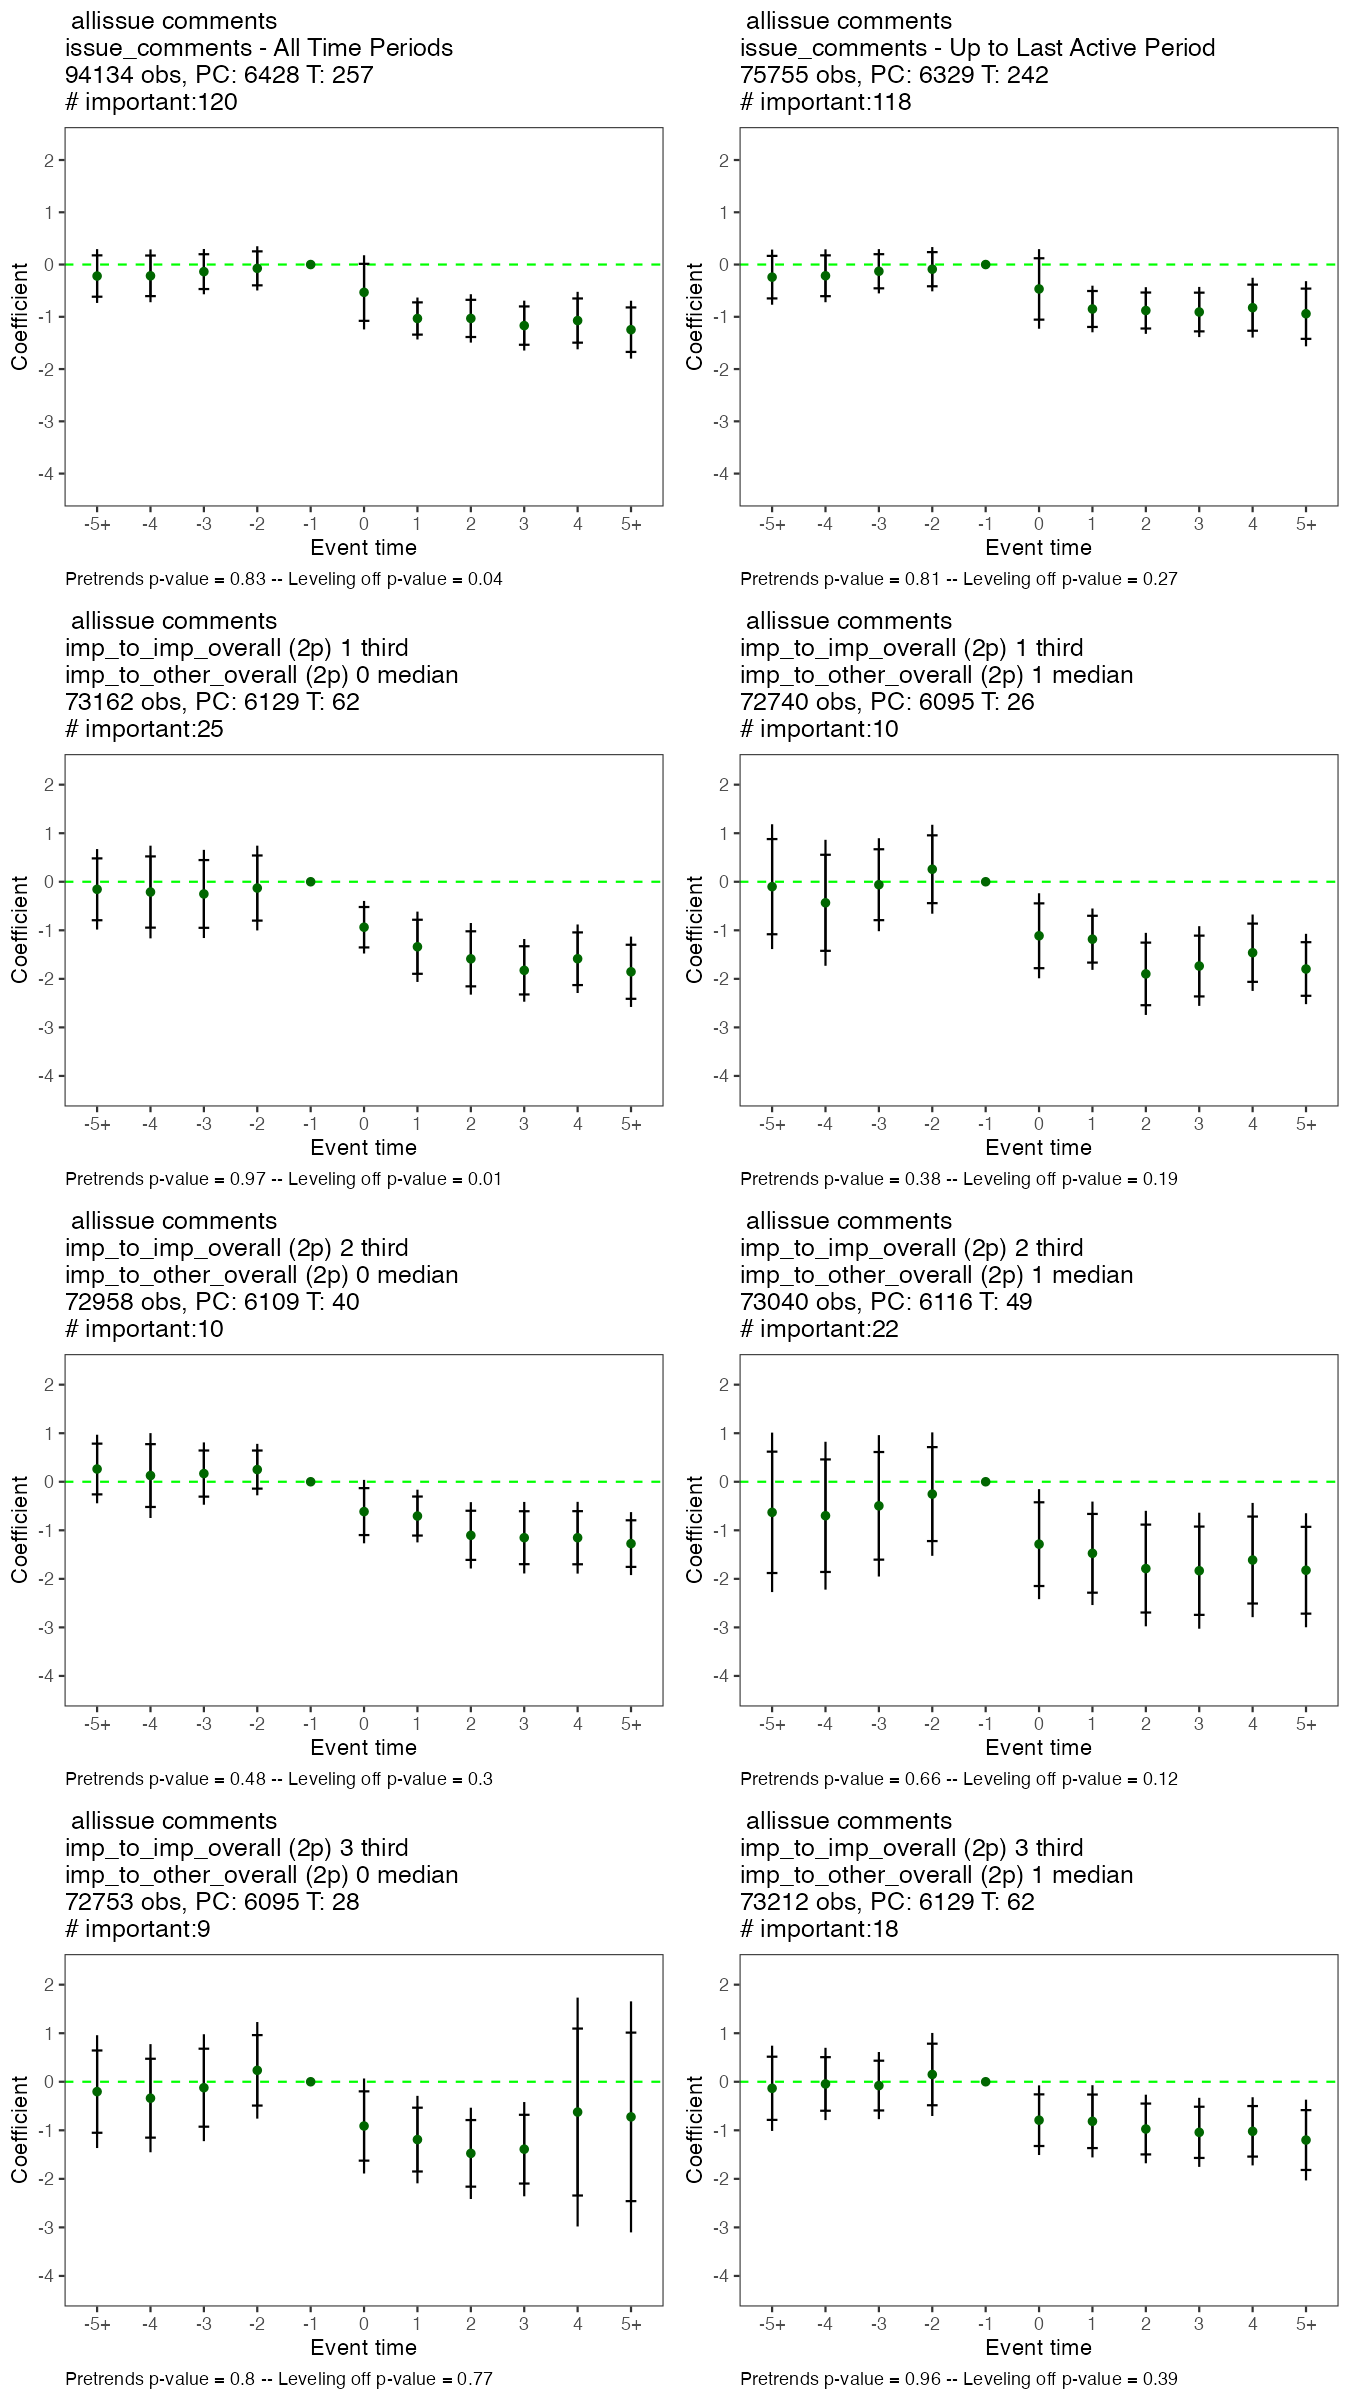 allissue comments
issue_comments - All Time Periods
94134 obs, PC: 6428 T: 257
# important:120
2
1
0
-1
-2
-3
-4
Coefficient
-5+ -4 -3 -2 -1 0 1 2 3 4 5+
Event time
Pretrends p-value = 0.83 -- Leveling off p-value = 0.04
allissue comments
issue_comments - Up to Last Active Period
75755 obs, PC: 6329 T: 242
# important:118
2
1
0
-1
-2
-3
-4
Coefficient
-5+ -4 -3 -2 -1 0 1 2 3 4 5+
Event time
Pretrends p-value = 0.81 -- Leveling off p-value = 0.27
allissue comments
imp_to_imp_overall (2p) 1 third
imp_to_other_overall (2p) 0 median
73162 obs, PC: 6129 T: 62
# important:25
2
1
0
-1
-2
-3
-4
Coefficient
-5+ -4 -3 -2 -1 0 1 2 3 4 5+
Event time
Pretrends p-value = 0.97 -- Leveling off p-value = 0.01
allissue comments
imp_to_imp_overall (2p) 1 third
imp_to_other_overall (2p) 1 median
72740 obs, PC: 6095 T: 26
# important:10
2
1
0
-1
-2
-3
-4
Coefficient
-5+ -4 -3 -2 -1 0 1 2 3 4 5+
Event time
Pretrends p-value = 0.38 -- Leveling off p-value = 0.19
allissue comments
imp_to_imp_overall (2p) 2 third
imp_to_other_overall (2p) 0 median
72958 obs, PC: 6109 T: 40
# important:10
2
1
0
-1
-2
-3
-4
Coefficient
-5+ -4 -3 -2 -1 0 1 2 3 4 5+
Event time
Pretrends p-value = 0.48 -- Leveling off p-value = 0.3
allissue comments
imp_to_imp_overall (2p) 2 third
imp_to_other_overall (2p) 1 median
73040 obs, PC: 6116 T: 49
# important:22
2
1
0
-1
-2
-3
-4
Coefficient
-5+ -4 -3 -2 -1 0 1 2 3 4 5+
Event time
Pretrends p-value = 0.66 -- Leveling off p-value = 0.12
allissue comments
imp_to_imp_overall (2p) 3 third
imp_to_other_overall (2p) 0 median
72753 obs, PC: 6095 T: 28
# important:9
2
1
0
-1
-2
-3
-4
Coefficient
-5+ -4 -3 -2 -1 0 1 2 3 4 5+
Event time
Pretrends p-value = 0.8 -- Leveling off p-value = 0.77
allissue comments
imp_to_imp_overall (2p) 3 third
imp_to_other_overall (2p) 1 median
73212 obs, PC: 6129 T: 62
# important:18
2
1
0
-1
-2
-3
-4
Coefficient
-5+ -4 -3 -2 -1 0 1 2 3 4 5+
Event time
Pretrends p-value = 0.96 -- Leveling off p-value = 0.39